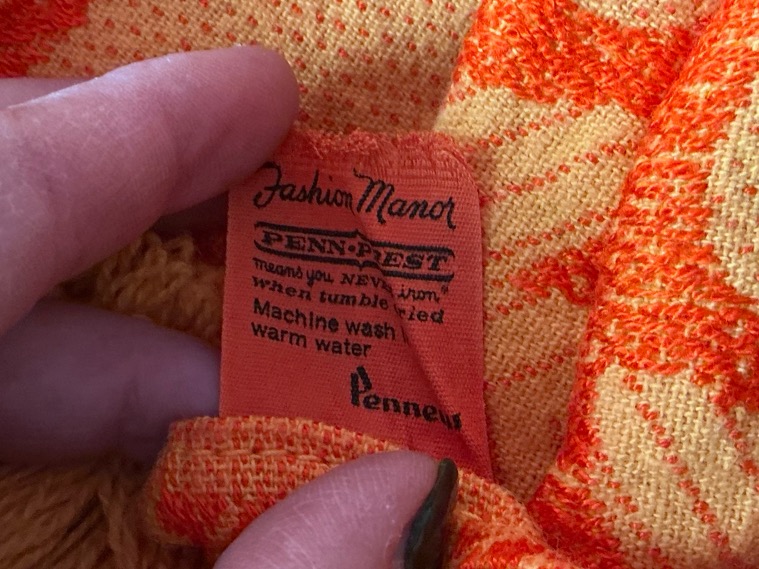 Fashion Manor
PENN•PREST
means you NEVER iron"
when tumble dried
Machine wash
warm water
Penneys